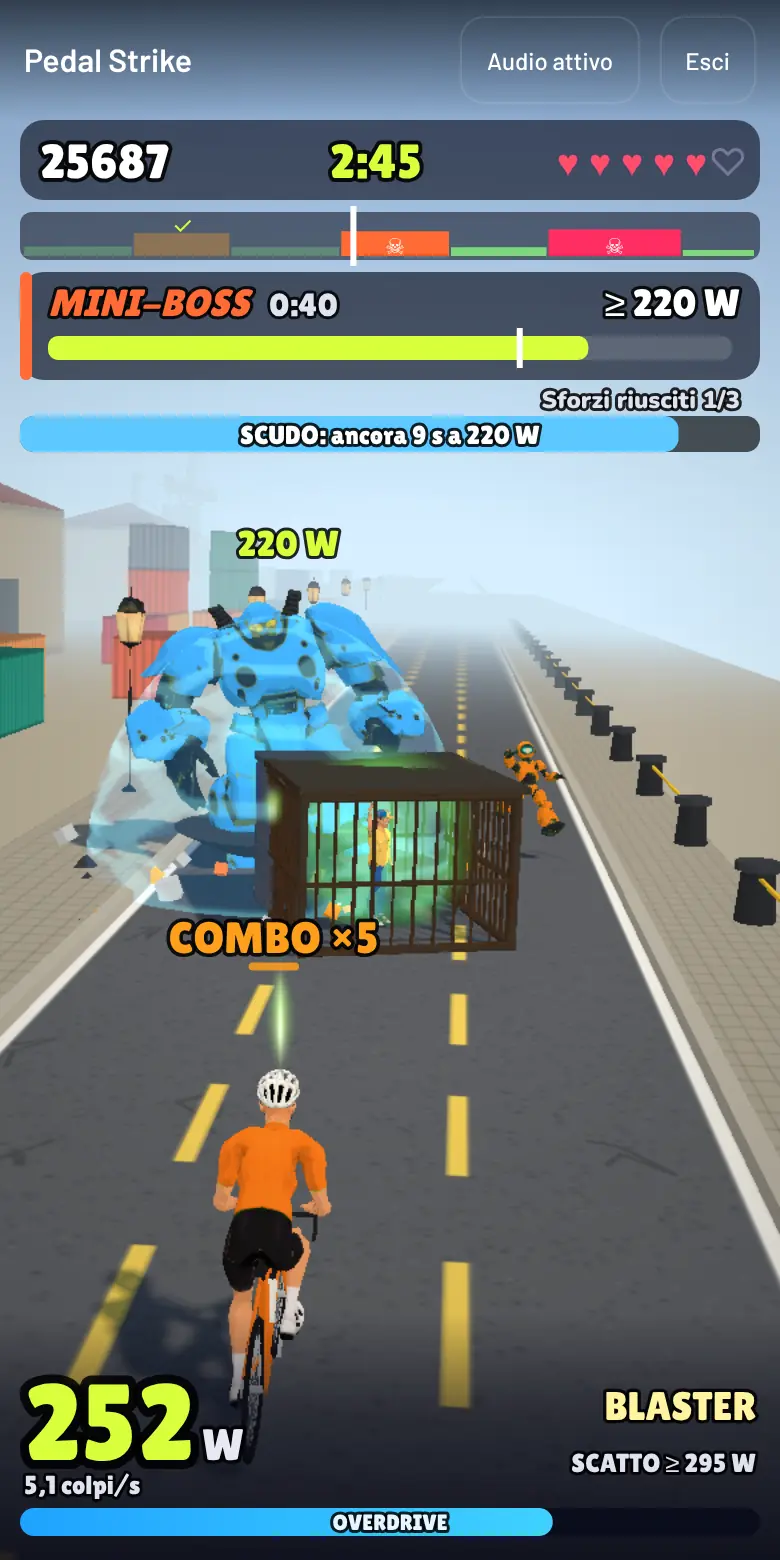 Pedal Strike
Audio attivo
Esci
25687
2:45
MINI-BOSS 0:40
≥ 220 W
Sforzi riusciti 1/3
SCUDO: ancora 9 s a 220 W
220 W
COMBO ×5
252 W
5,1 colpi/s
BLASTER
SCATTO ≥ 295 W
OVERDRIVE